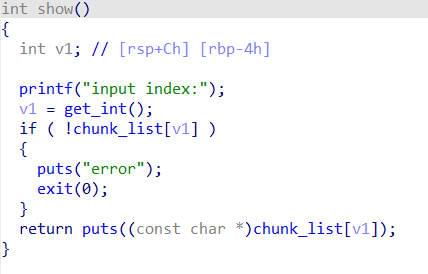 int show()
{
  int v1; // [rsp+Ch] [rbp-4h]

  printf("input index:");
  v1 = get_int();
  if ( !chunk_list[v1] )
  {
    puts("error");
    exit(0);
  }
  return puts((const char *)chunk_list[v1]);
}